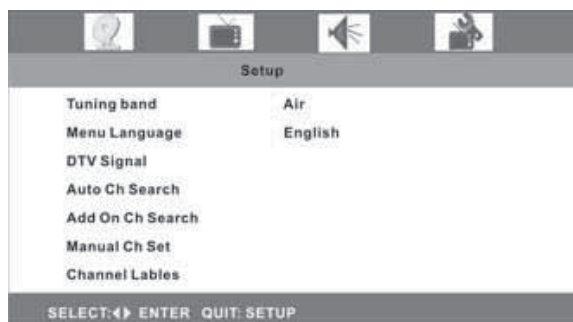 Setup
Tuning band Air
Menu Language English
DTV Signal
Auto Ch Search
Add On Ch Search
Manual Ch Set
Channel Lables
SELECT:◀▶ ENTER QUIT: SETUP